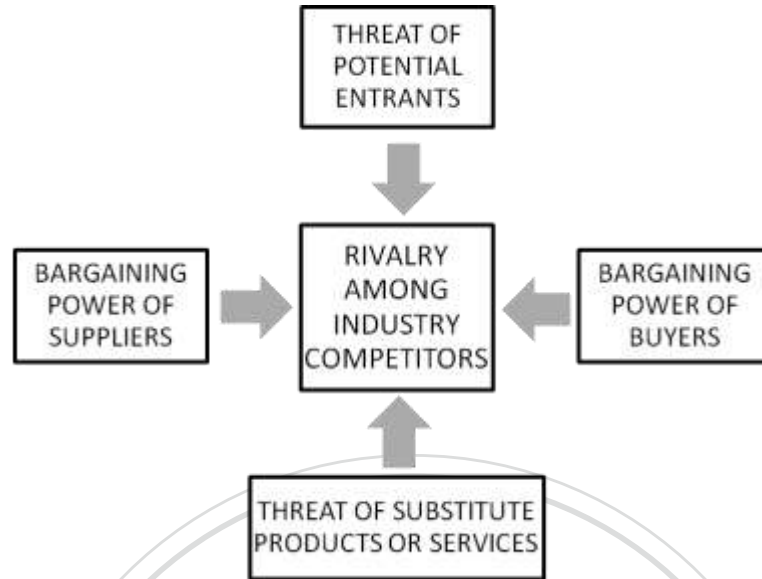 THREAT OF
POTENTIAL
ENTRANTS
BARGAINING
POWER OF
SUPPLIERS
RIVALRY
AMONG
INDUSTRY
COMPETITORS
BARGAINING
POWER OF
BUYERS
THREAT OF SUBSTITUTE
PRODUCTS OR SERVICES